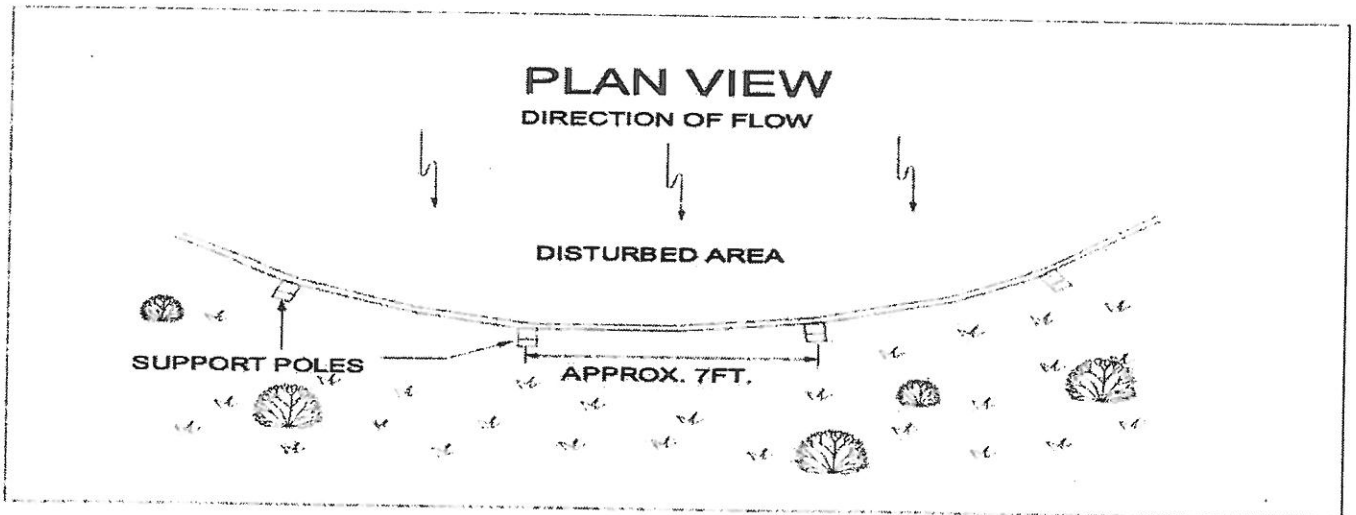 PLAN VIEW
DIRECTION OF FLOW
DISTURBED AREA
SUPPORT POLES
APPROX. 7FT.